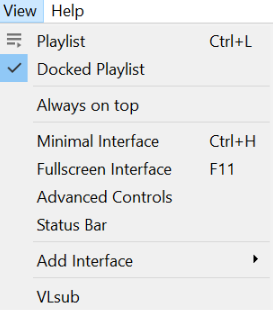 View Help
Playlist Ctrl+L
Docked Playlist
Always on top
Minimal Interface Ctrl+H
Fullscreen Interface F11
Advanced Controls
Status Bar
Add Interface
VLsub